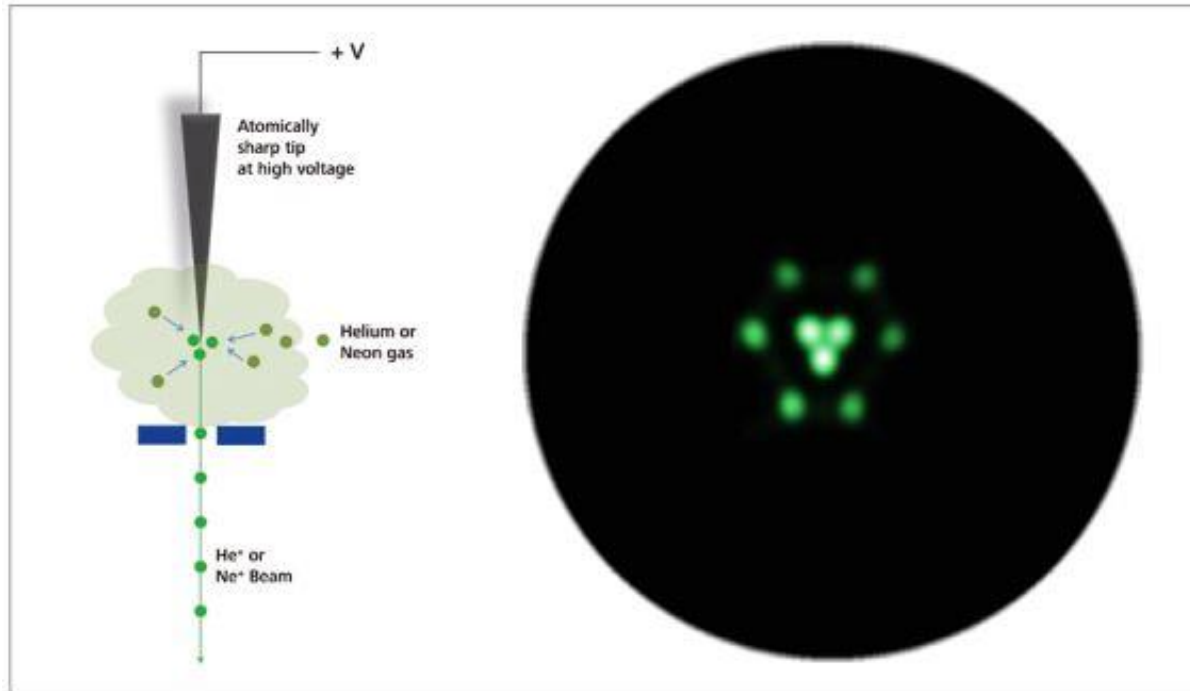 + V
Atomically
sharp tip
at high voltage
Helium or
Neon gas
He⁺ or
Ne⁺ Beam